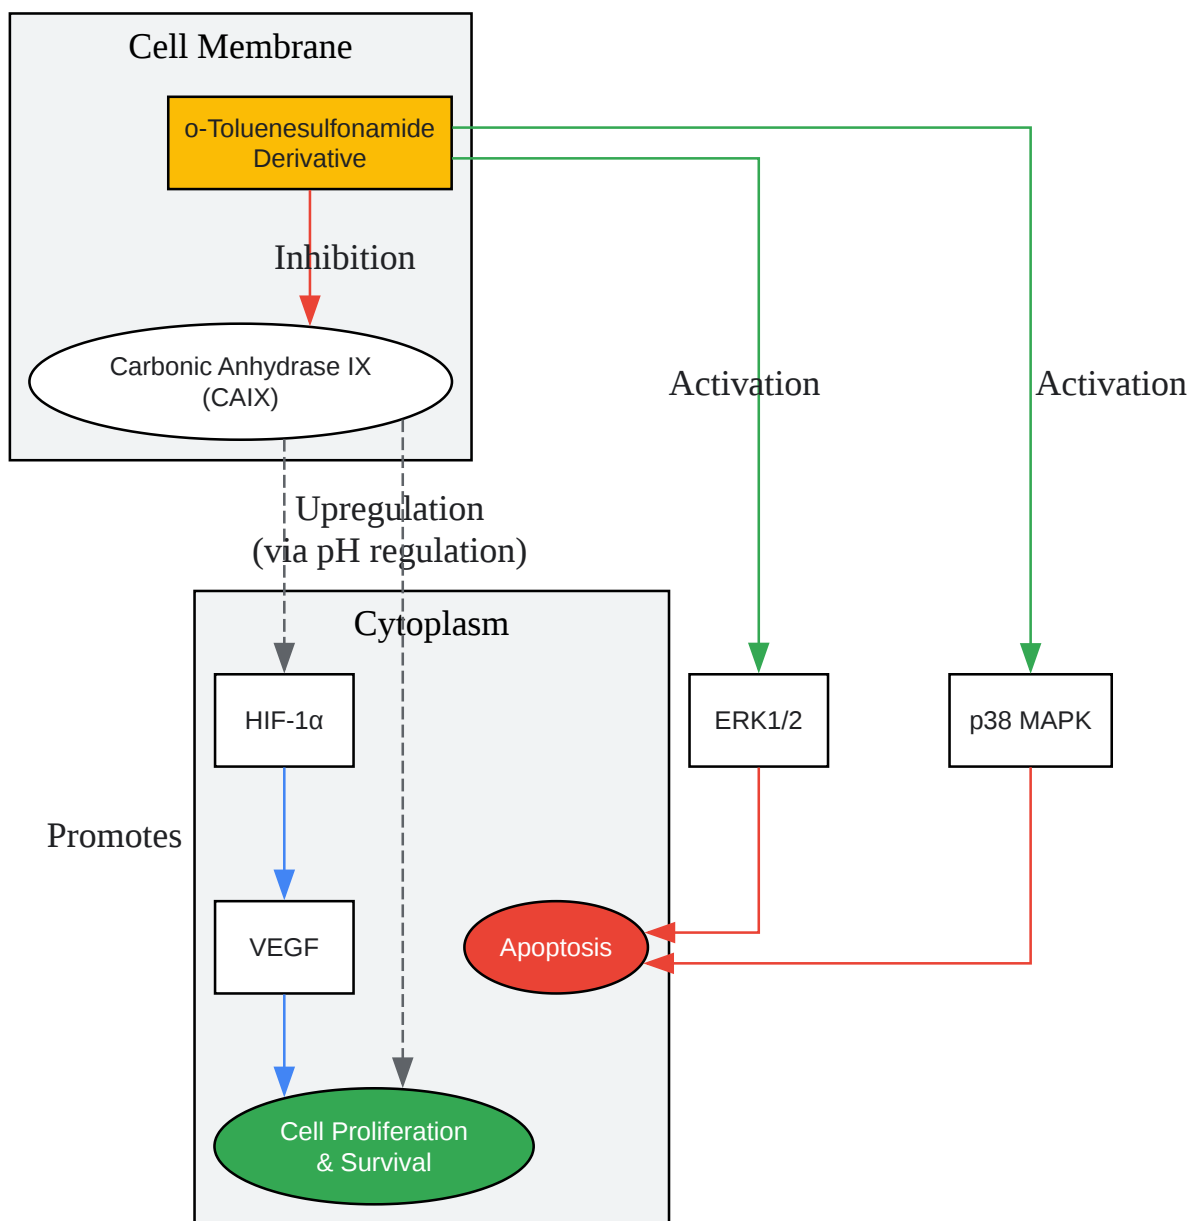 Cell Membrane
o-Toluenesulfonamide
Derivative
Inhibition
Carbonic Anhydrase IX
(CAIX)
Activation
Activation
Upregulation
(via pH regulation)
Cytoplasm
HIF-1α
ERK1/2
p38 MAPK
Promotes
VEGF
Apoptosis
Cell Proliferation
& Survival